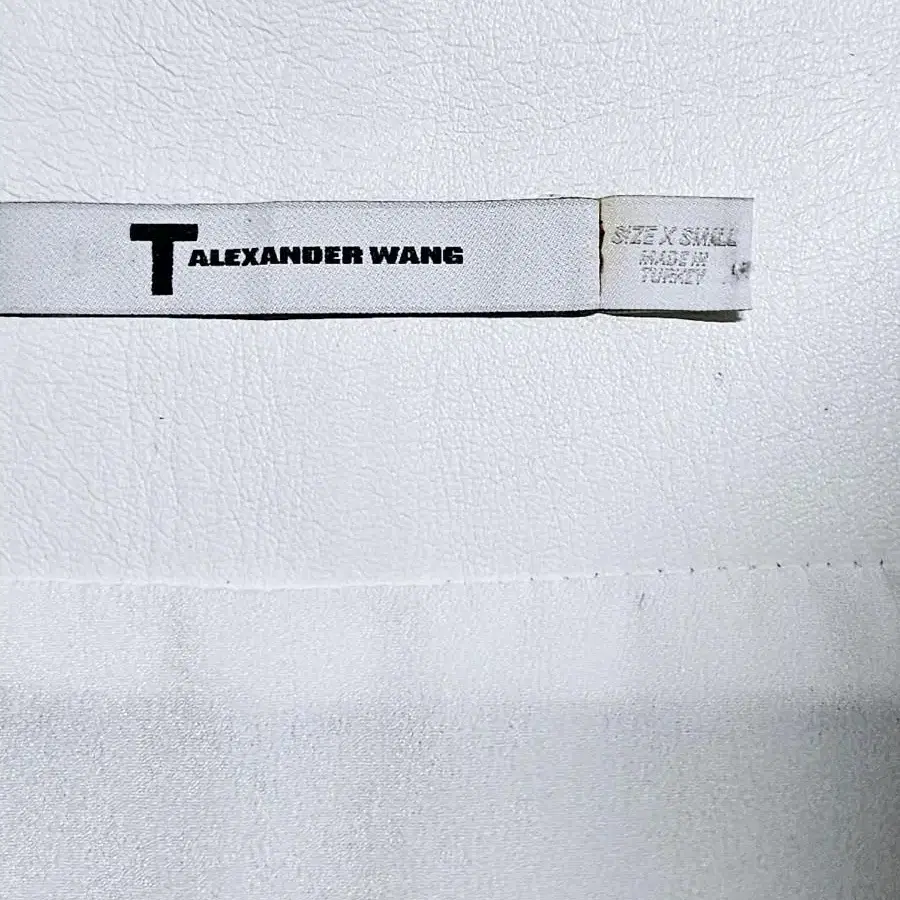 T ALEXANDER WANG
SIZE X SMALL
MADE IN
TURKEY